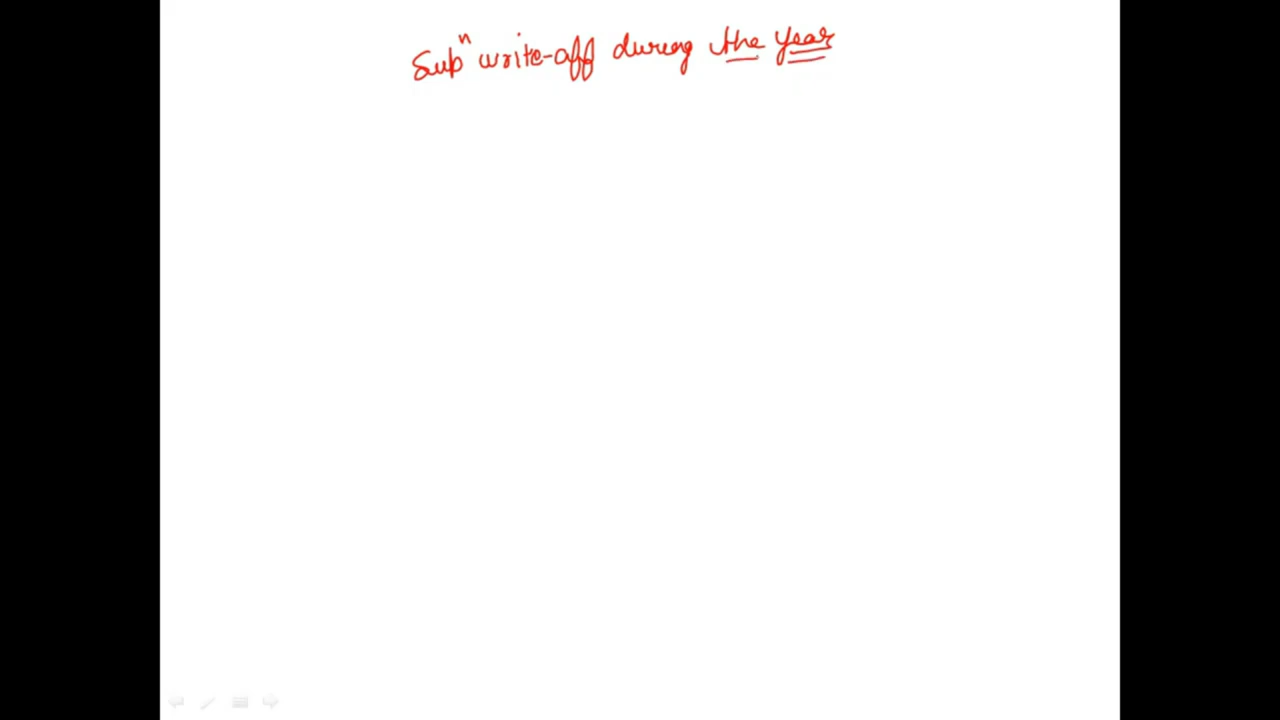 Subⁿ write-off during the year